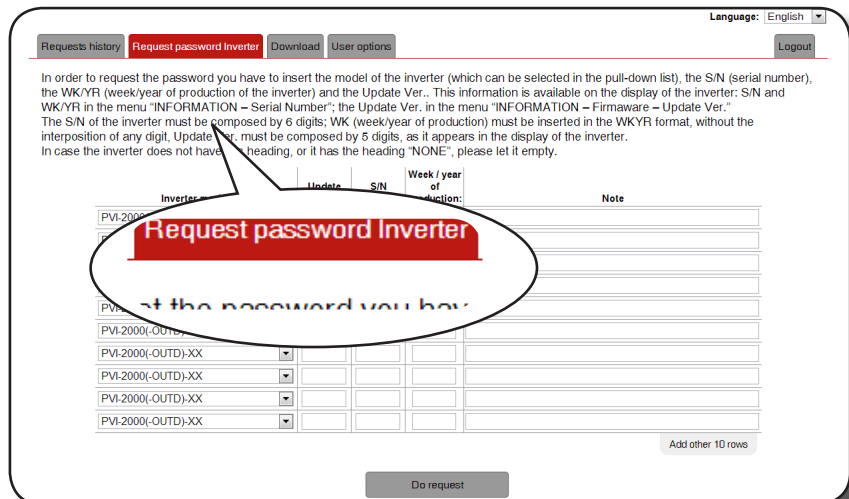 Language: English
Requests history Request password Inverter Download User options Logout
In order to request the password you have to insert the model of the inverter (which can be selected in the pull-down list), the S/N (serial number),
the WK/YR (week/year of production of the inverter) and the Update Ver.. This information is available on the display of the inverter: S/N and
WK/YR in the menu “INFORMATION – Serial Number”; the Update Ver. in the menu “INFORMATION – Firmaware – Update Ver.”
The S/N of the inverter must be composed by 6 digits; WK (week/year of production) must be inserted in the WKYR format, without the
interposition of any digit, Update Ver. must be composed by 5 digits, as it appears in the display of the inverter.
In case the inverter does not have heading, or it has the heading “NONE”, please let it empty.
Week / year
of
Inverter Update S/N Note
PVI-2000
Request password Inverter
the password you
PVI-2000(-OUTD)-XX
PVI-2000(-OUTD)-XX
PVI-2000(-OUTD)-XX
PVI-2000(-OUTD)-XX
PVI-2000(-OUTD)-XX
Add other 10 rows
Do request